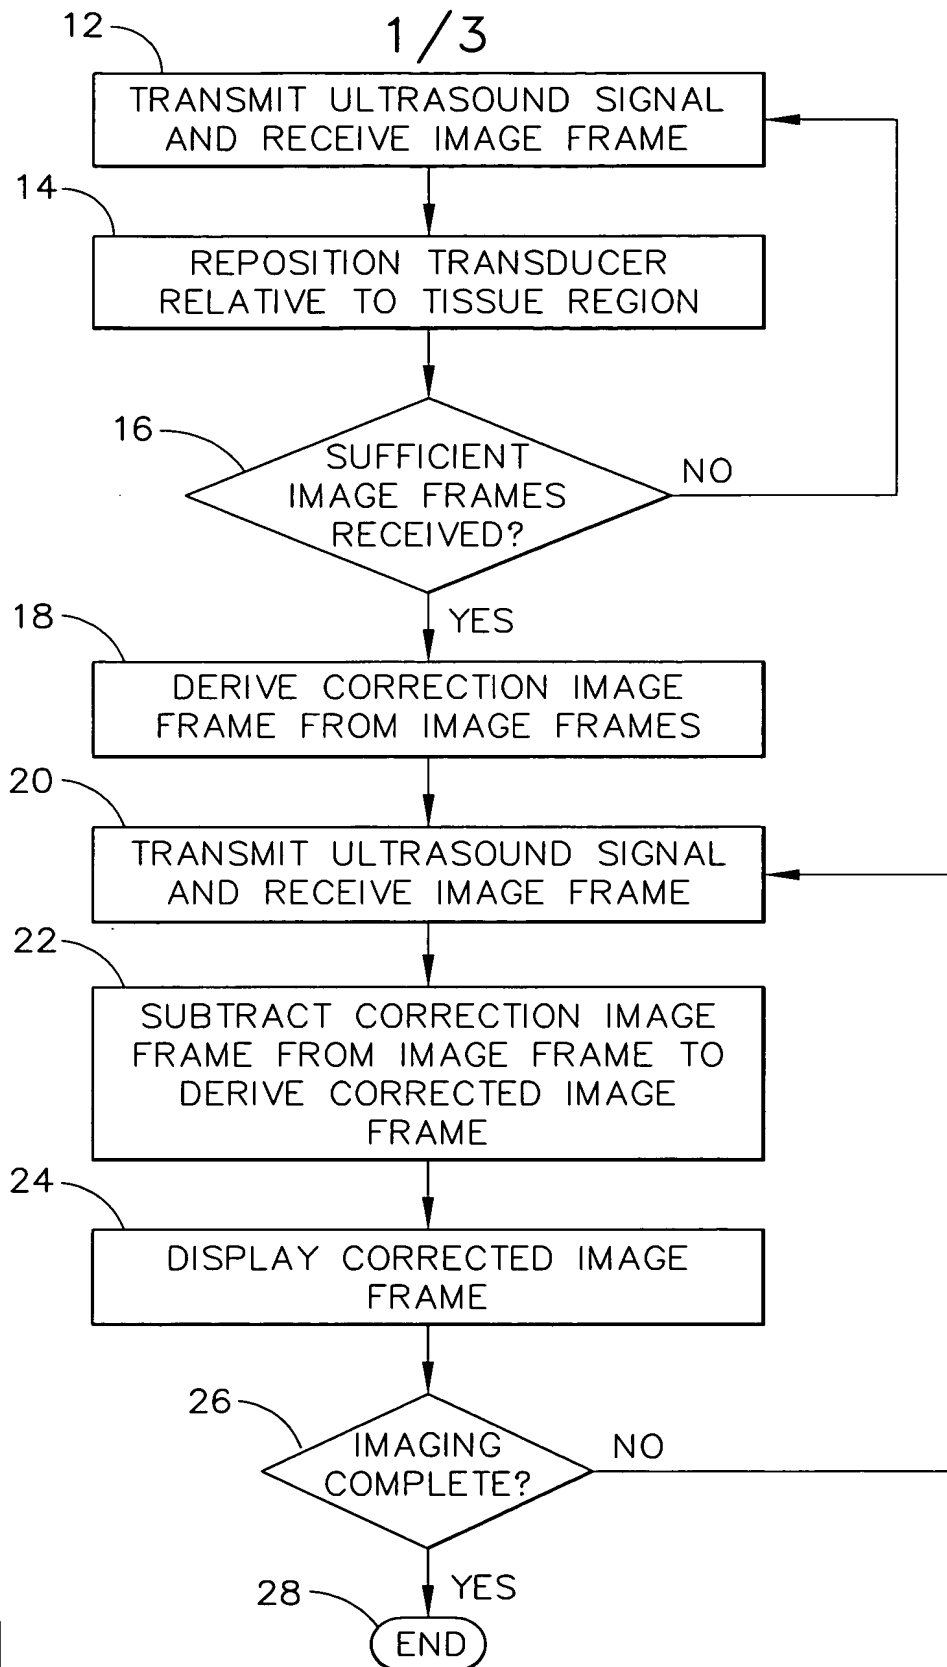 1/3
12
TRANSMIT ULTRASOUND SIGNAL
AND RECEIVE IMAGE FRAME
14
REPOSITION TRANSDUCER
RELATIVE TO TISSUE REGION
16
SUFFICIENT
IMAGE FRAMES
RECEIVED?
NO
YES
18
DERIVE CORRECTION IMAGE
FRAME FROM IMAGE FRAMES
20
TRANSMIT ULTRASOUND SIGNAL
AND RECEIVE IMAGE FRAME
22
SUBTRACT CORRECTION IMAGE
FRAME FROM IMAGE FRAME TO
DERIVE CORRECTED IMAGE
FRAME
24
DISPLAY CORRECTED IMAGE
FRAME
26
IMAGING
COMPLETE?
NO
YES
28
END